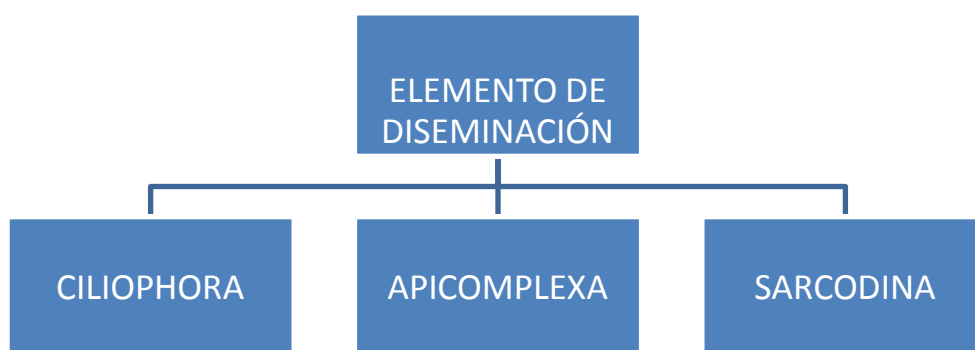 ELEMENTO DE
DISEMINACIÓN
CILIOPHORA
APICOMPLEXA
SARCODINA